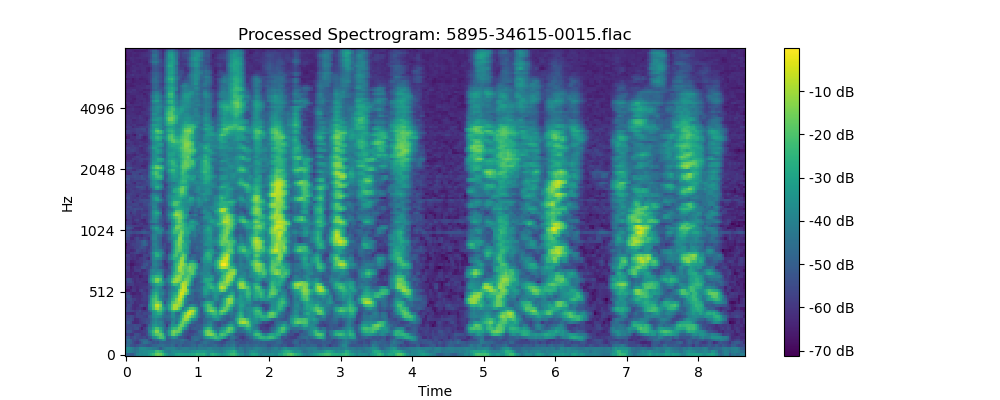 Processed Spectrogram: 5895-34615-0015.flac
Hz
4096
2048
1024
512
0
0 1 2 3 4 5 6 7 8
Time
-10 dB
-20 dB
-30 dB
-40 dB
-50 dB
-60 dB
-70 dB